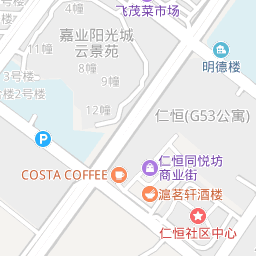 飞茂菜市场
4幢
嘉业阳光城
云景苑
11幢
8幢
明德楼
9幢
3号楼
楼2号楼
12幢
仁恒(G53公寓)
P
仁恒同悦坊
商业街
COSTA COFFEE
滬茗轩酒楼
仁恒社区中心